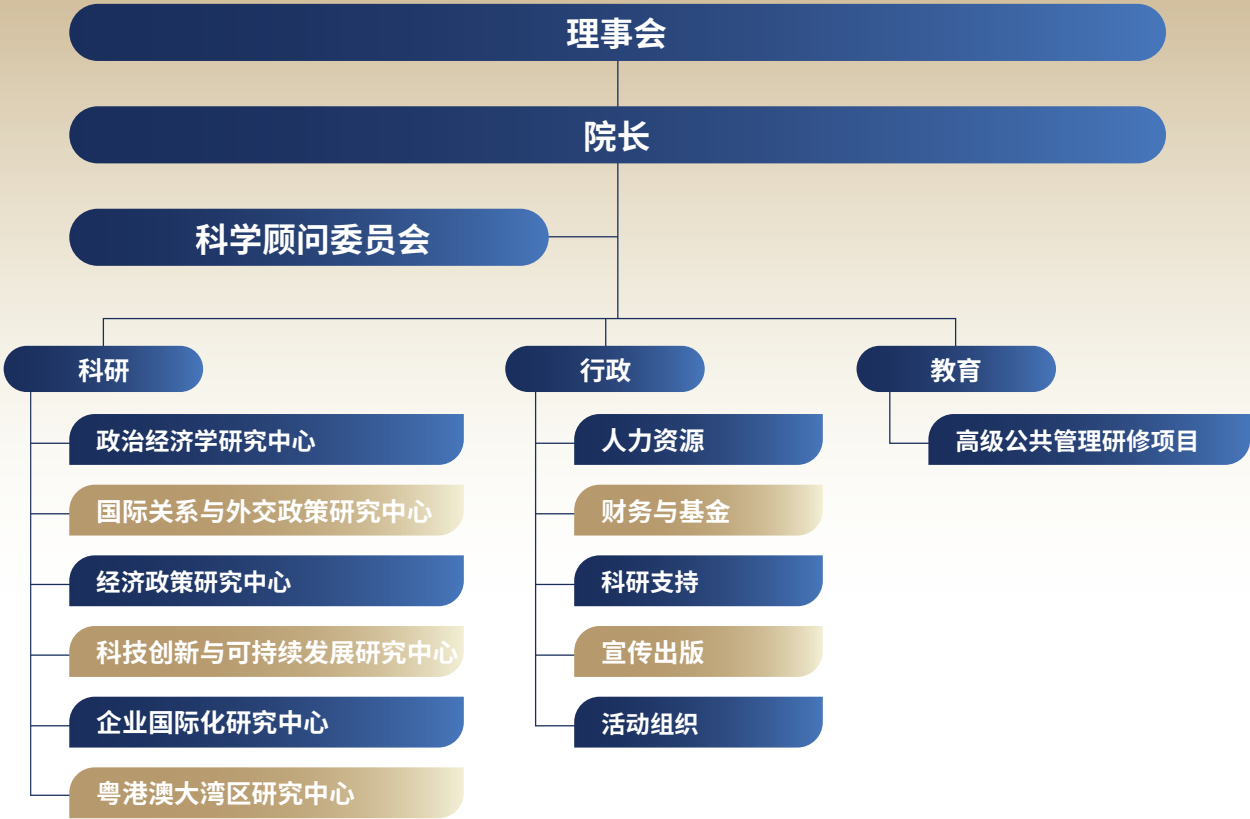 理事会
院长
科学顾问委员会
科研
政治经济学研究中心
国际关系与外交政策研究中心
经济政策研究中心
科技创新与可持续发展研究中心
企业国际化研究中心
粤港澳大湾区研究中心
行政
人力资源
财务与基金
科研支持
宣传出版
活动组织
教育
高级公共管理研修项目